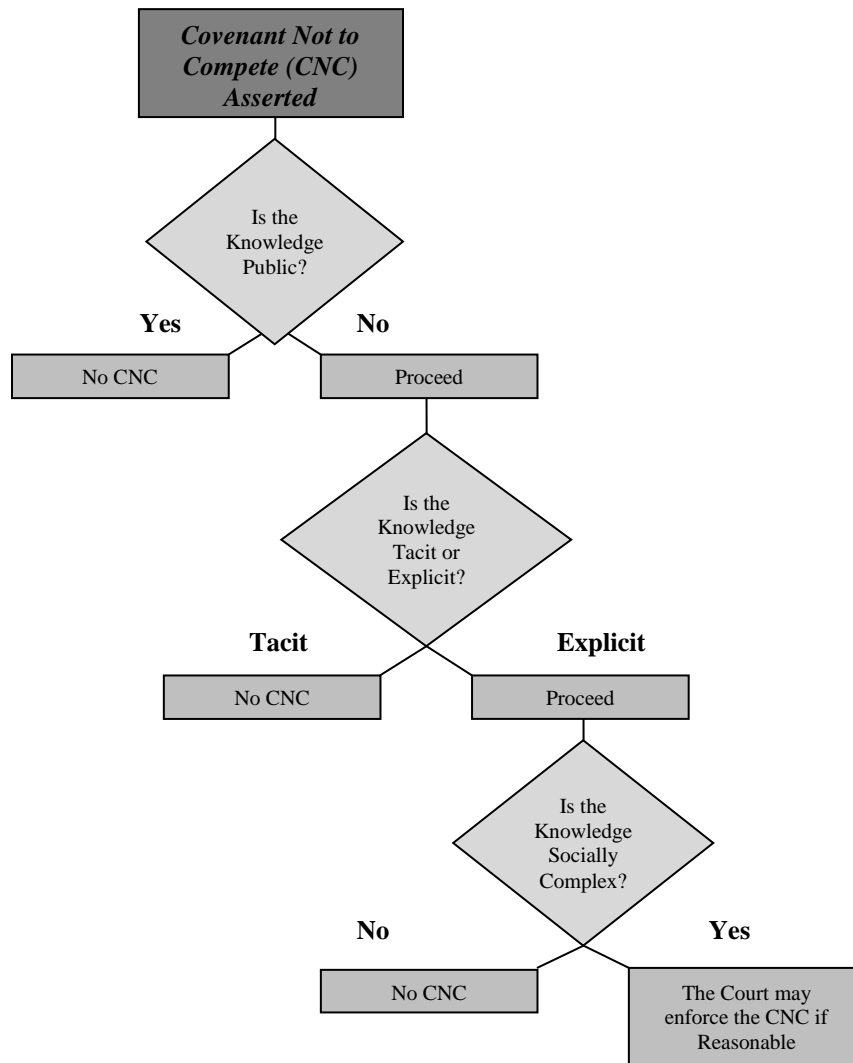 Covenant Not to
Compete (CNC)
Asserted
Is the
Knowledge
Public?
Yes
No
No CNC
Proceed
Is the
Knowledge
Tacit or
Explicit?
Tacit
Explicit
No CNC
Proceed
Is the
Knowledge
Socially
Complex?
No
Yes
No CNC
The Court may
enforce the CNC if
Reasonable